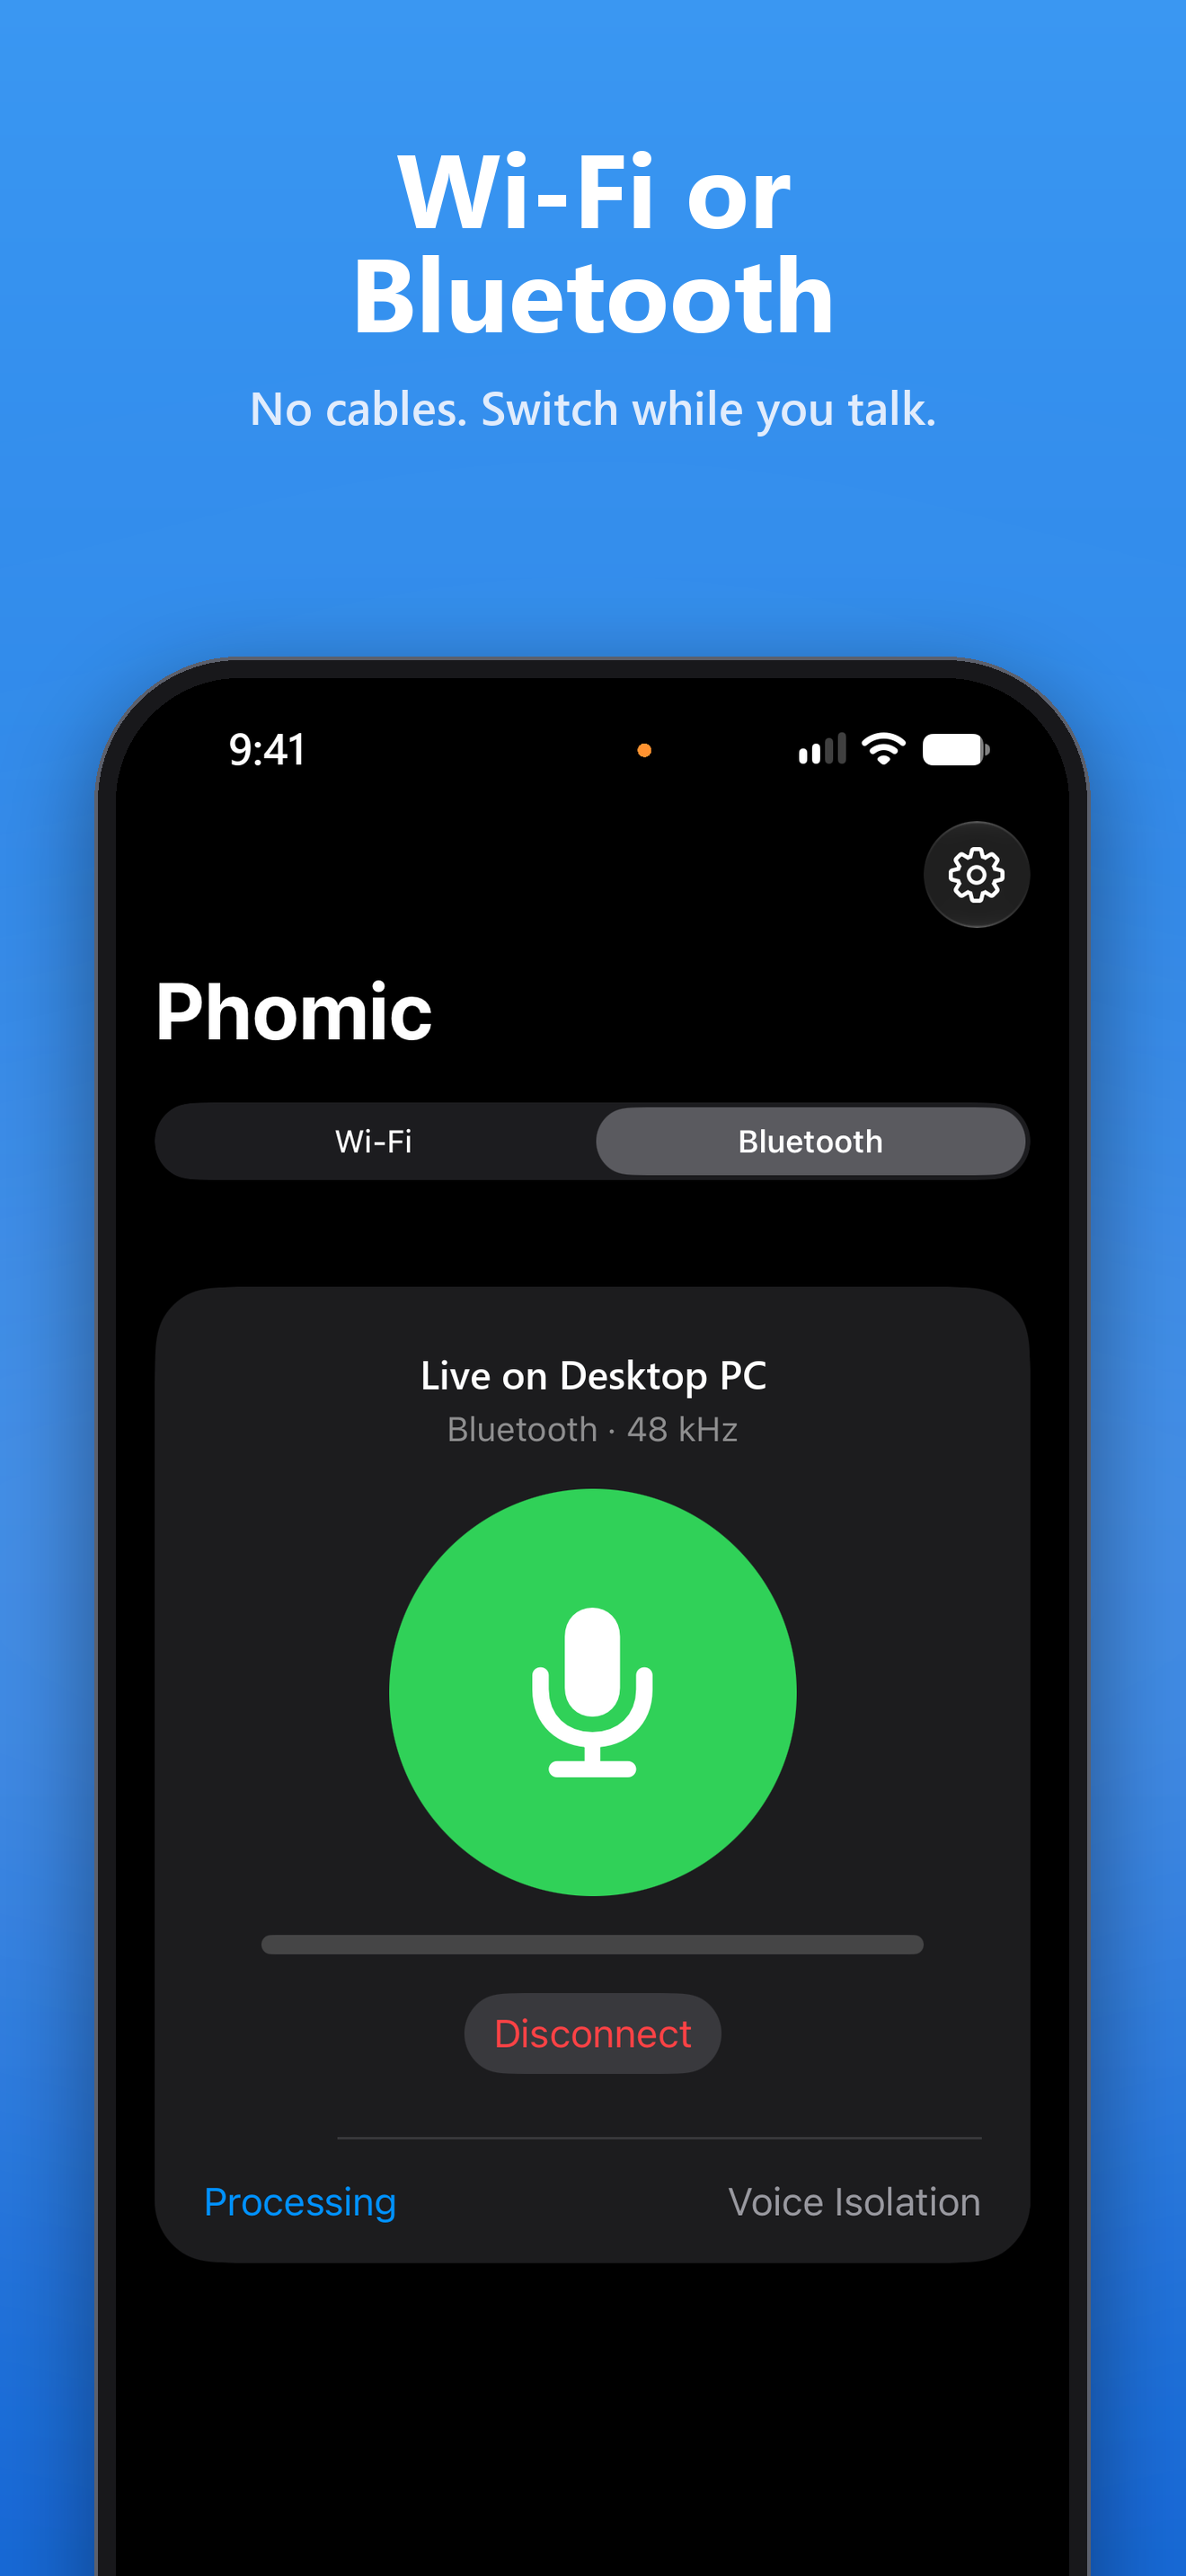 Wi-Fi or
Bluetooth
No cables. Switch while you talk.
9:41
Phomic
Wi-Fi
Bluetooth
Live on Desktop PC
Bluetooth · 48 kHz
Disconnect
Processing
Voice Isolation